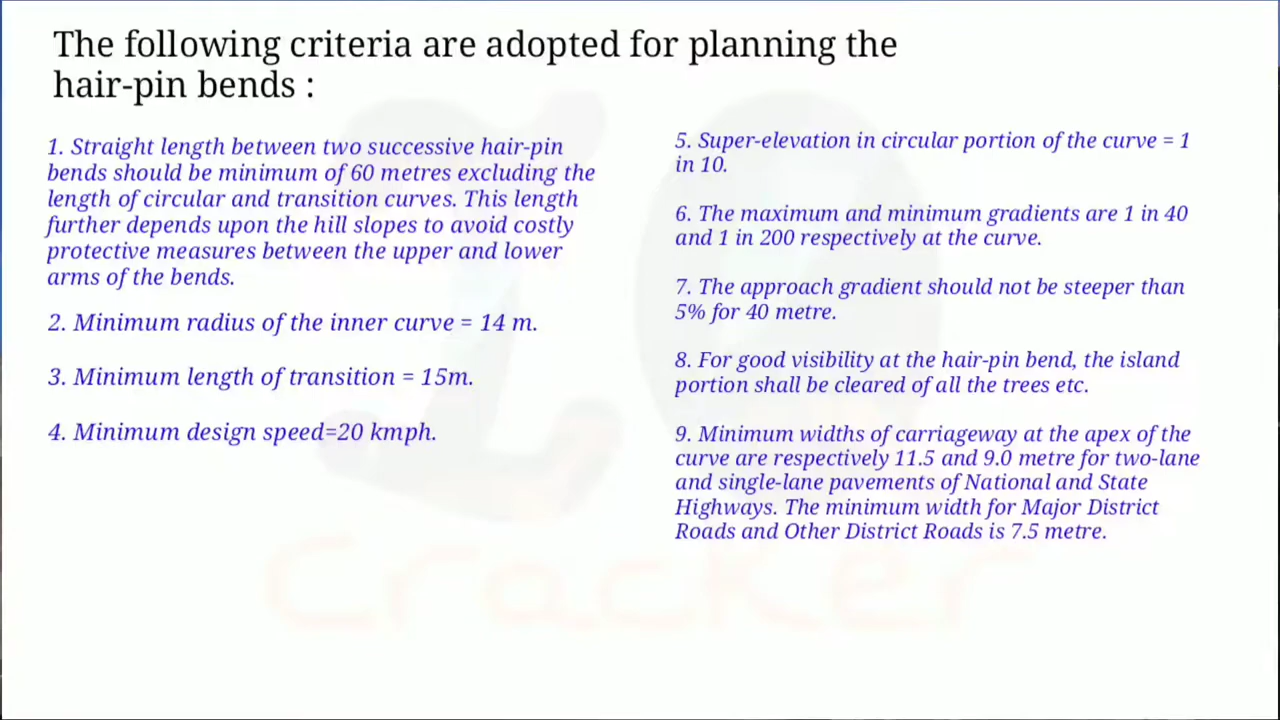 The following criteria are adopted for planning the
hair-pin bends :
1. Straight length between two successive hair-pin
bends should be minimum of 60 metres excluding the
length of circular and transition curves. This length
further depends upon the hill slopes to avoid costly
protective measures between the upper and lower
arms of the bends.
2. Minimum radius of the inner curve = 14 m.
3. Minimum length of transition = 15m.
4. Minimum design speed=20 kmph.
5. Super-elevation in circular portion of the curve = 1
in 10.
6. The maximum and minimum gradients are 1 in 40
and 1 in 200 respectively at the curve.
7. The approach gradient should not be steeper than
5% for 40 metre.
8. For good visibility at the hair-pin bend, the island
portion shall be cleared of all the trees etc.
9. Minimum widths of carriageway at the apex of the
curve are respectively 11.5 and 9.0 metre for two-lane
and single-lane pavements of National and State
Highways. The minimum width for Major District
Roads and Other District Roads is 7.5 metre.
cracker